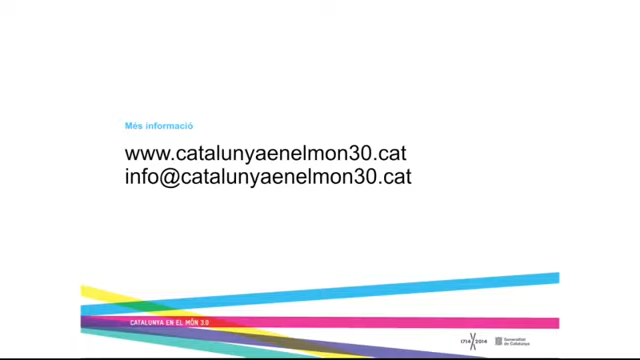 Més informació
www.catalunyaenelmon30.cat
info@catalunyaenelmon30.cat
CATALUNYA EN EL MÓN 3.0
1714 2014
Generalitat
de Catalunya